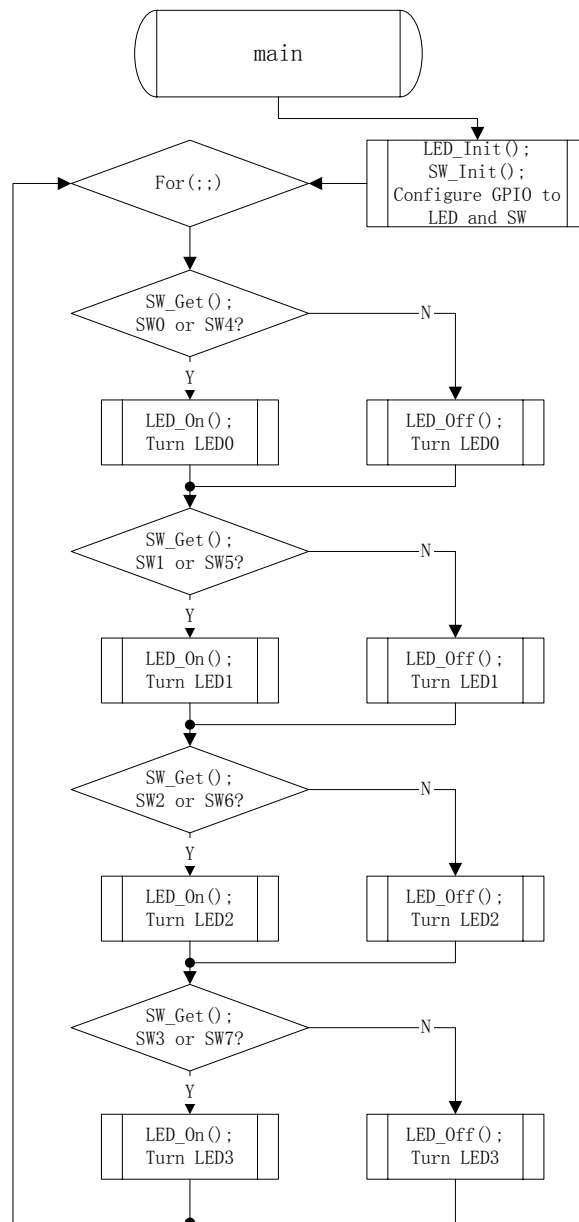 main
LED_Init();
SW_Init();
Configure GPIO to
LED and SW
For(;;)
SW_Get();
SW0 or SW4?
N
Y
LED_On();
Turn LED0
LED_Off();
Turn LED0
SW_Get();
SW1 or SW5?
N
Y
LED_On();
Turn LED1
LED_Off();
Turn LED1
SW_Get();
SW2 or SW6?
N
Y
LED_On();
Turn LED2
LED_Off();
Turn LED2
SW_Get();
SW3 or SW7?
N
Y
LED_On();
Turn LED3
LED_Off();
Turn LED3